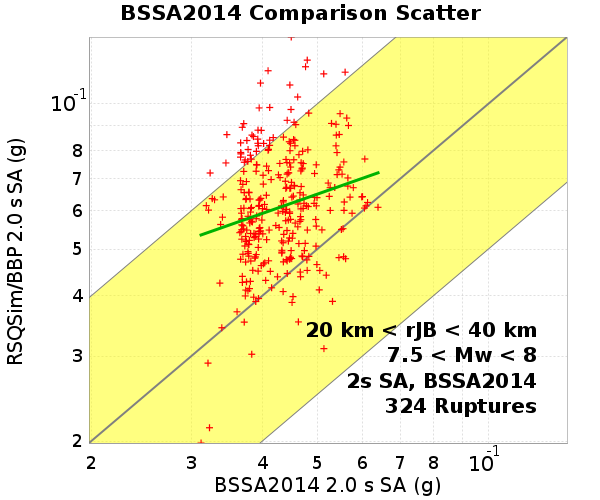 BSSA2014 Comparison Scatter
RSQSim/BBP 2.0 s SA (g)
10⁻¹
8
7
6
5
4
3
2
20 km < rJB < 40 km
7.5 < Mw < 8
2s SA, BSSA2014
324 Ruptures
2 3 4 5 6 7 8 10⁻¹
BSSA2014 2.0 s SA (g)